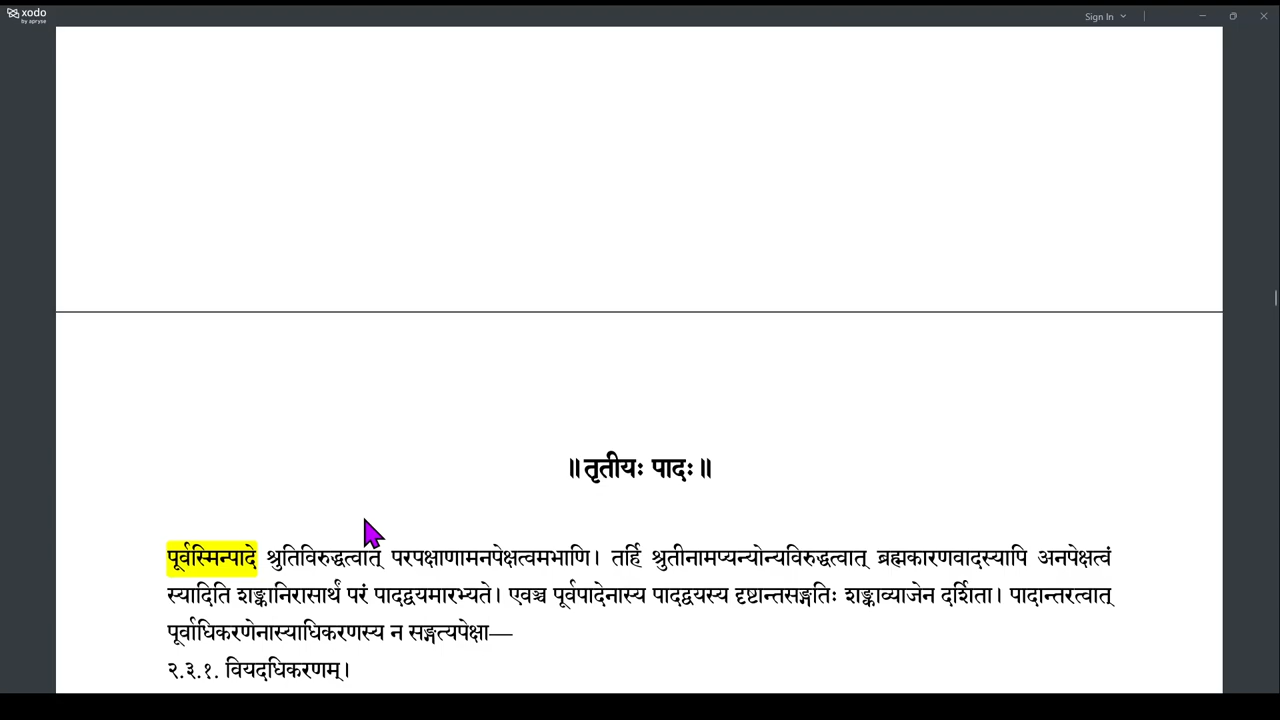 xodo
by apryse
Sign In
॥ तृतीयः पादः॥
पूर्वस्मिन्पादे श्रुतिविरुद्धत्वात् परपक्षाणामनपेक्षत्वमभाणि। तर्हि श्रुतीनामप्यन्योन्यविरुद्धत्वात् ब्रह्मकारणवादस्यापि अनपेक्षत्वं
स्यादिति शङ्कानिरासार्थं परं पादद्वयमारभ्यते। एवञ्च पूर्वपादेनास्य पादद्वयस्य दृष्टान्तसङ्गतिः शङ्काव्याजेन दर्शिता। पादान्तरत्वात्
पूर्वाधिकरणेनास्याधिकरणस्य न सङ्गत्यपेक्षा—
२.३.१. वियदधिकरणम्।